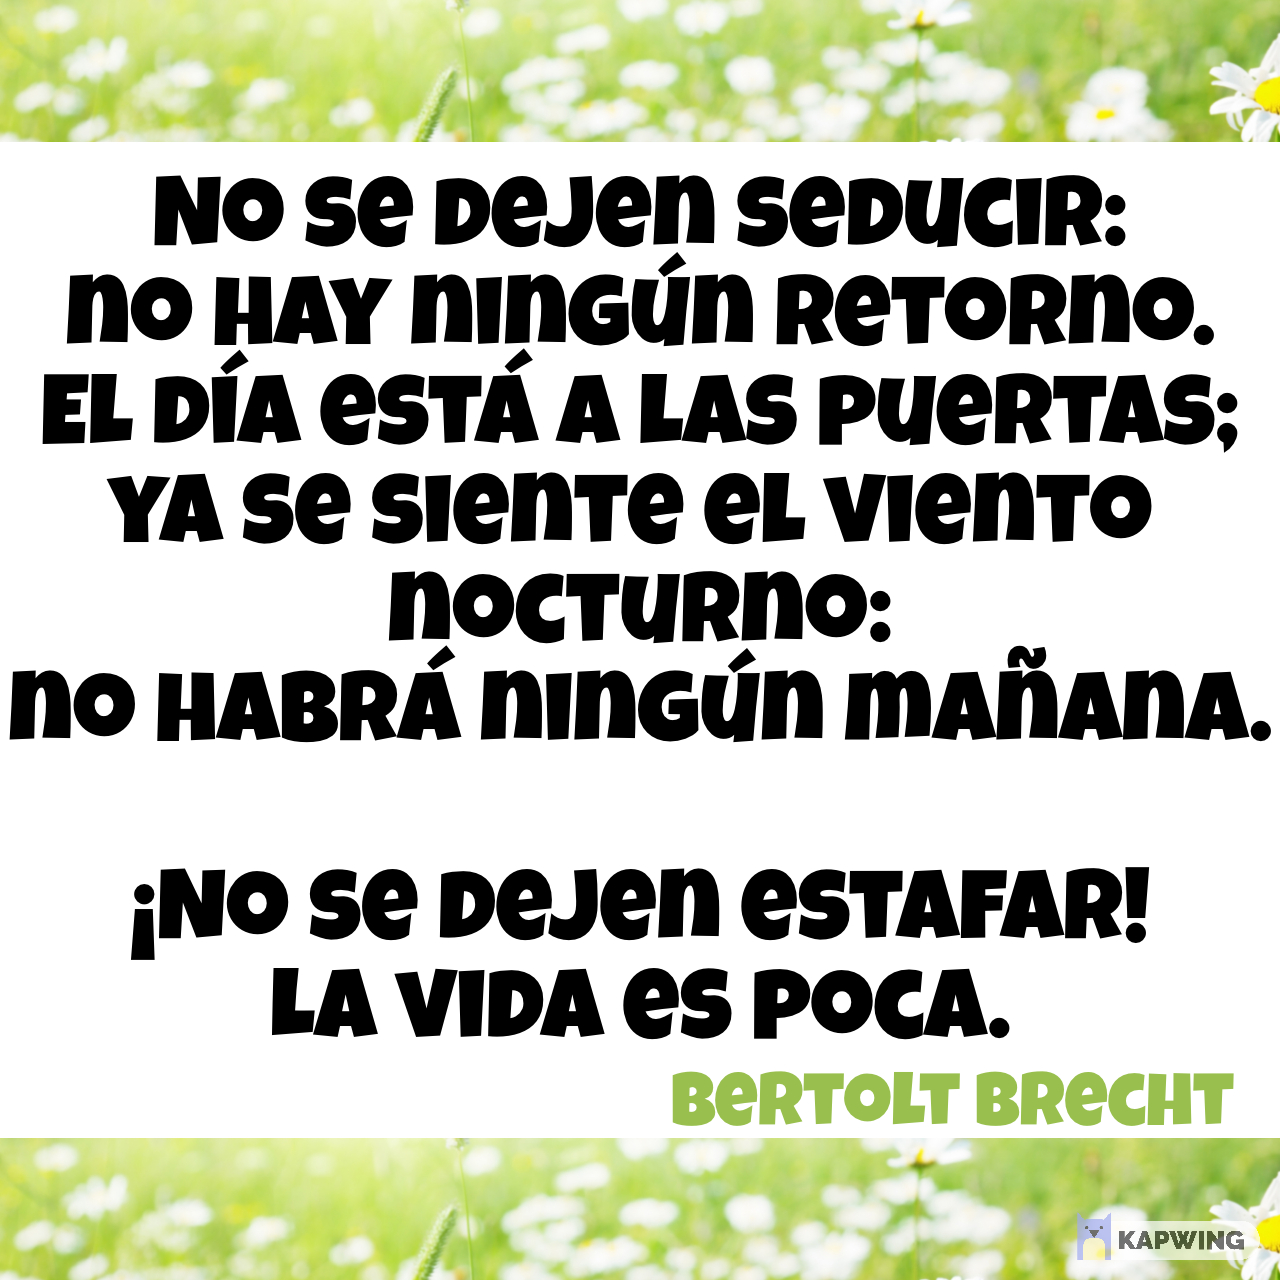 No se dejen seducir:
no hay ningún retorno.
El día está a las puertas;
ya se siente el viento
nocturno:
no habrá ningún mañana.
¡No se dejen estafar!
La vida es poca.
Bertolt Brecht
KAPWING